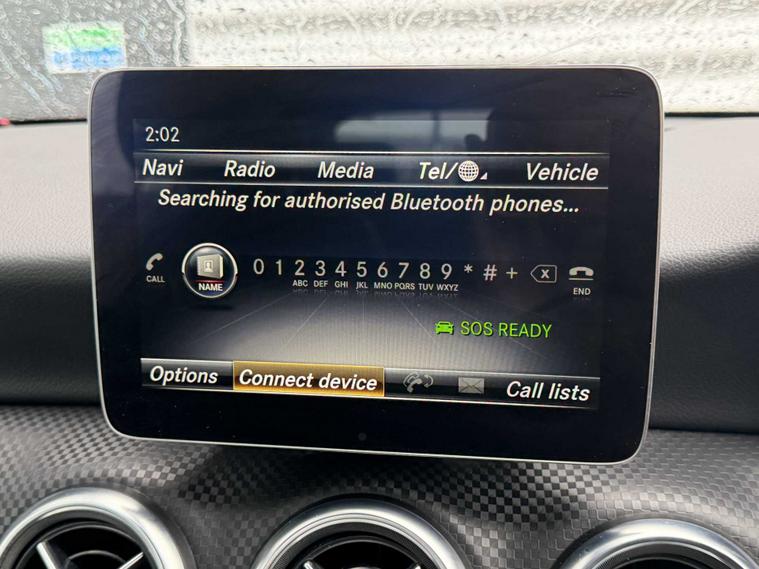 2:02
Navi Radio Media Tel/ Vehicle
Searching for authorised Bluetooth phones...
0 1 2 3 4 5 6 7 8 9 * # +
CALL NAME ABC DEF GHI JKL MNO PQRS TUV WXYZ END
SOS READY
Options Connect device Call lists